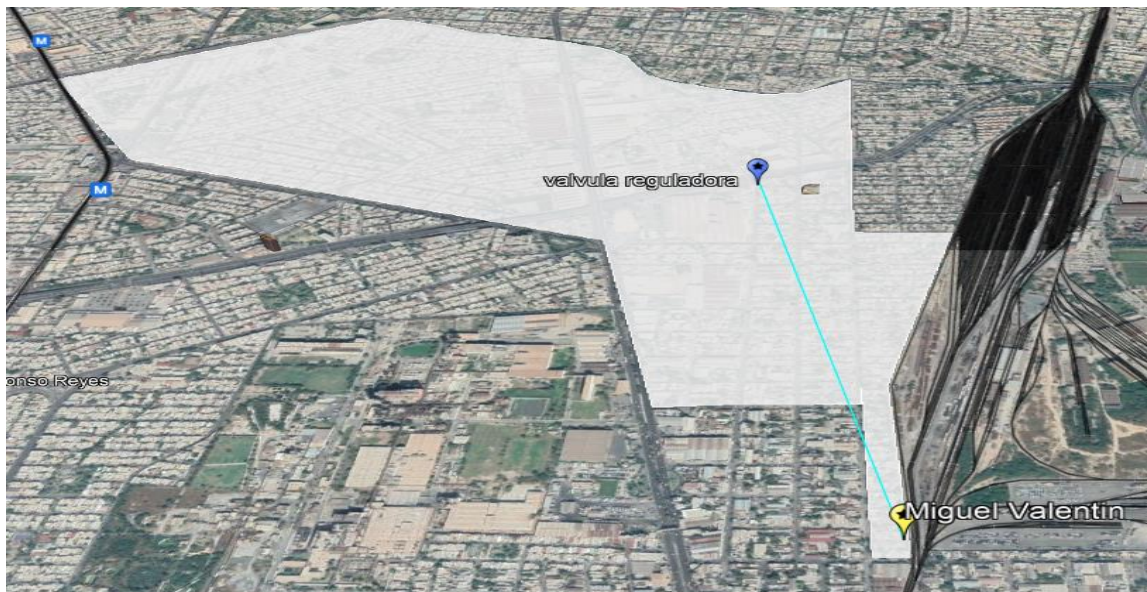 M
M
valvula reguladora
onso Reyes
Miguel Valentin